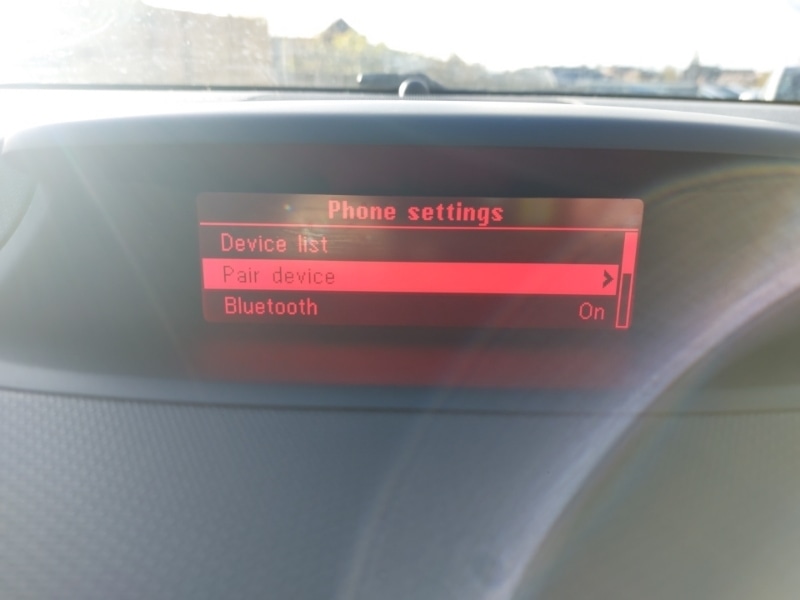 Phone settings
Device list
Pair device >
Bluetooth On